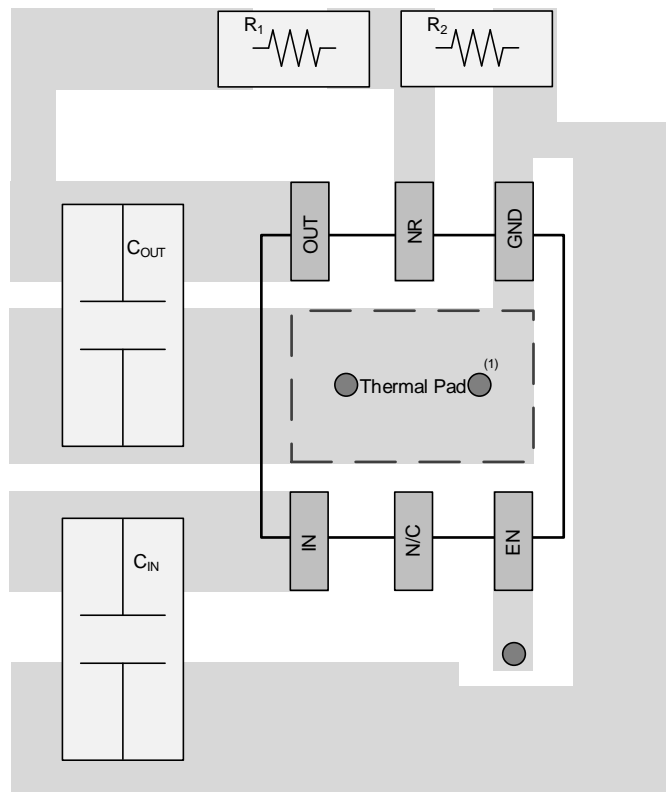 R1
R2
OUT
NR
GND
COUT
Thermal Pad (1)
IN
N/C
EN
CIN